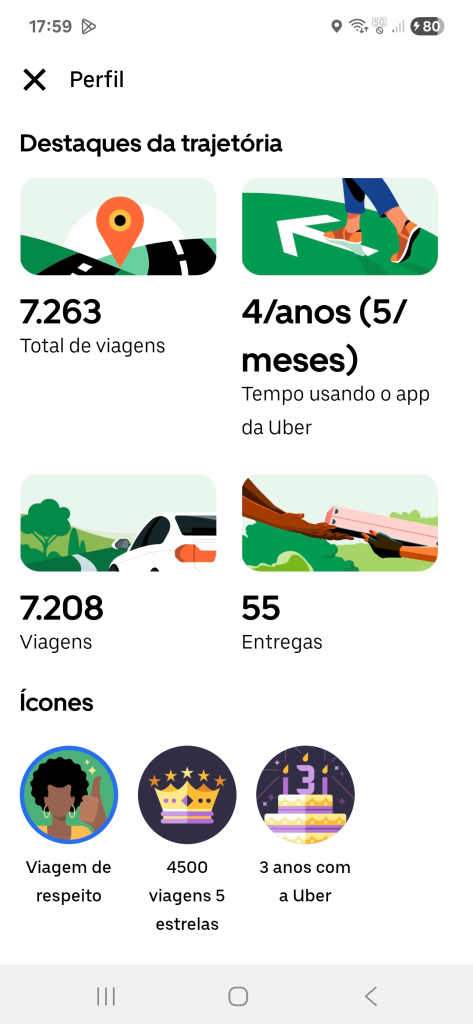 17:59
5G
80
Perfil
Destaques da trajetória
7.263
Total de viagens
4/anos (5/
meses)
Tempo usando o app
da Uber
7.208
Viagens
55
Entregas
Ícones
Viagem de
respeito
4500
viagens 5
estrelas
3
3 anos com
a Uber